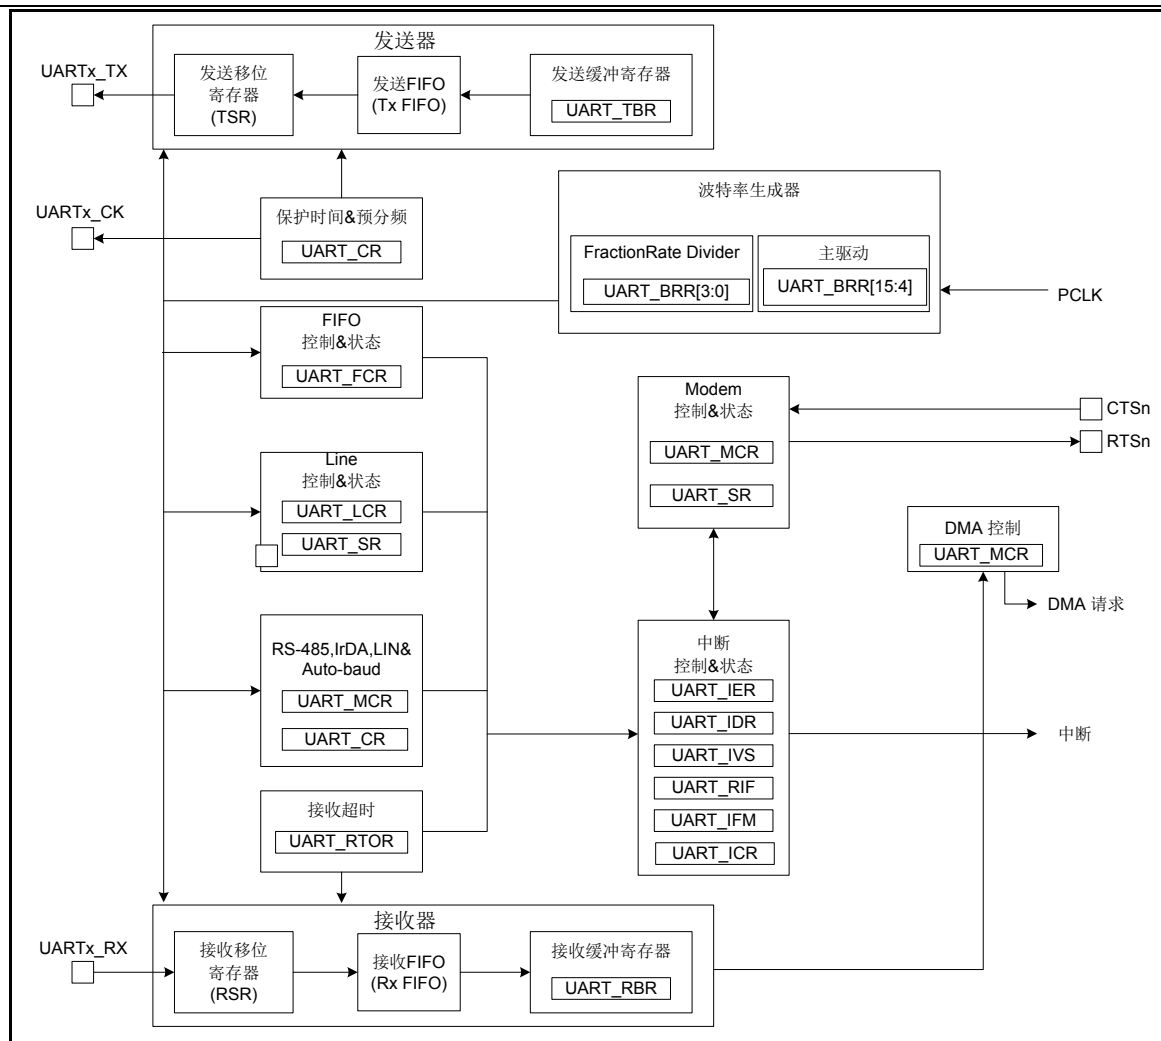 发送器
UARTx_TX
发送移位
寄存器
(TSR)
发送FIFO
(Tx FIFO)
发送缓冲寄存器
UART_TBR
UARTx_CK
保护时间&预分频
UART_CR
波特率生成器
FractionRate Divider
UART_BRR[3:0]
主驱动
UART_BRR[15:4]
PCLK
FIFO
控制&状态
UART_FCR
Modem
控制&状态
UART_MCR
UART_SR
CTSn
RTSn
Line
控制&状态
UART_LCR
UART_SR
DMA 控制
UART_MCR
DMA 请求
RS-485,IrDA,LIN&
Auto-baud
UART_MCR
UART_CR
中断
控制&状态
UART_IER
UART_IDR
UART_IVS
UART_RIF
UART_IFM
UART_ICR
中断
接收超时
UART_RTOR
接收器
UARTx_RX
接收移位
寄存器
(RSR)
接收FIFO
(Rx FIFO)
接收缓冲寄存器
UART_RBR